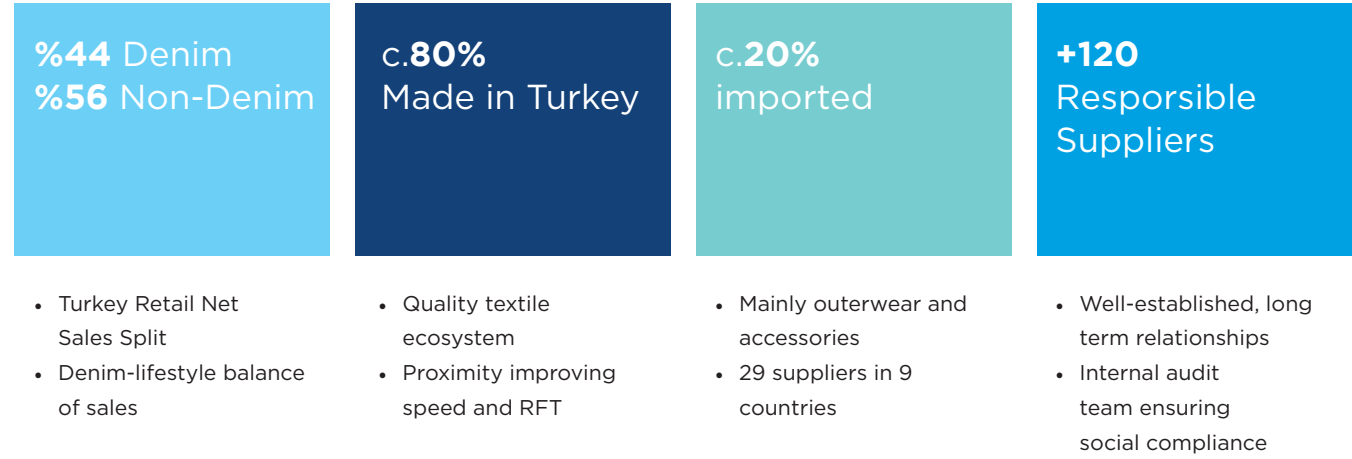 %44 Denim
%56 Non-Denim
c.80%
Made in Turkey
c.20%
imported
+120
Resporsible
Suppliers
• Turkey Retail Net
Sales Split
• Denim-lifestyle balance
of sales
• Quality textile
ecosystem
• Proximity improving
speed and RFT
• Mainly outerwear and
accessories
• 29 suppliers in 9
countries
• Well-established, long
term relationships
• Internal audit
team ensuring
social compliance